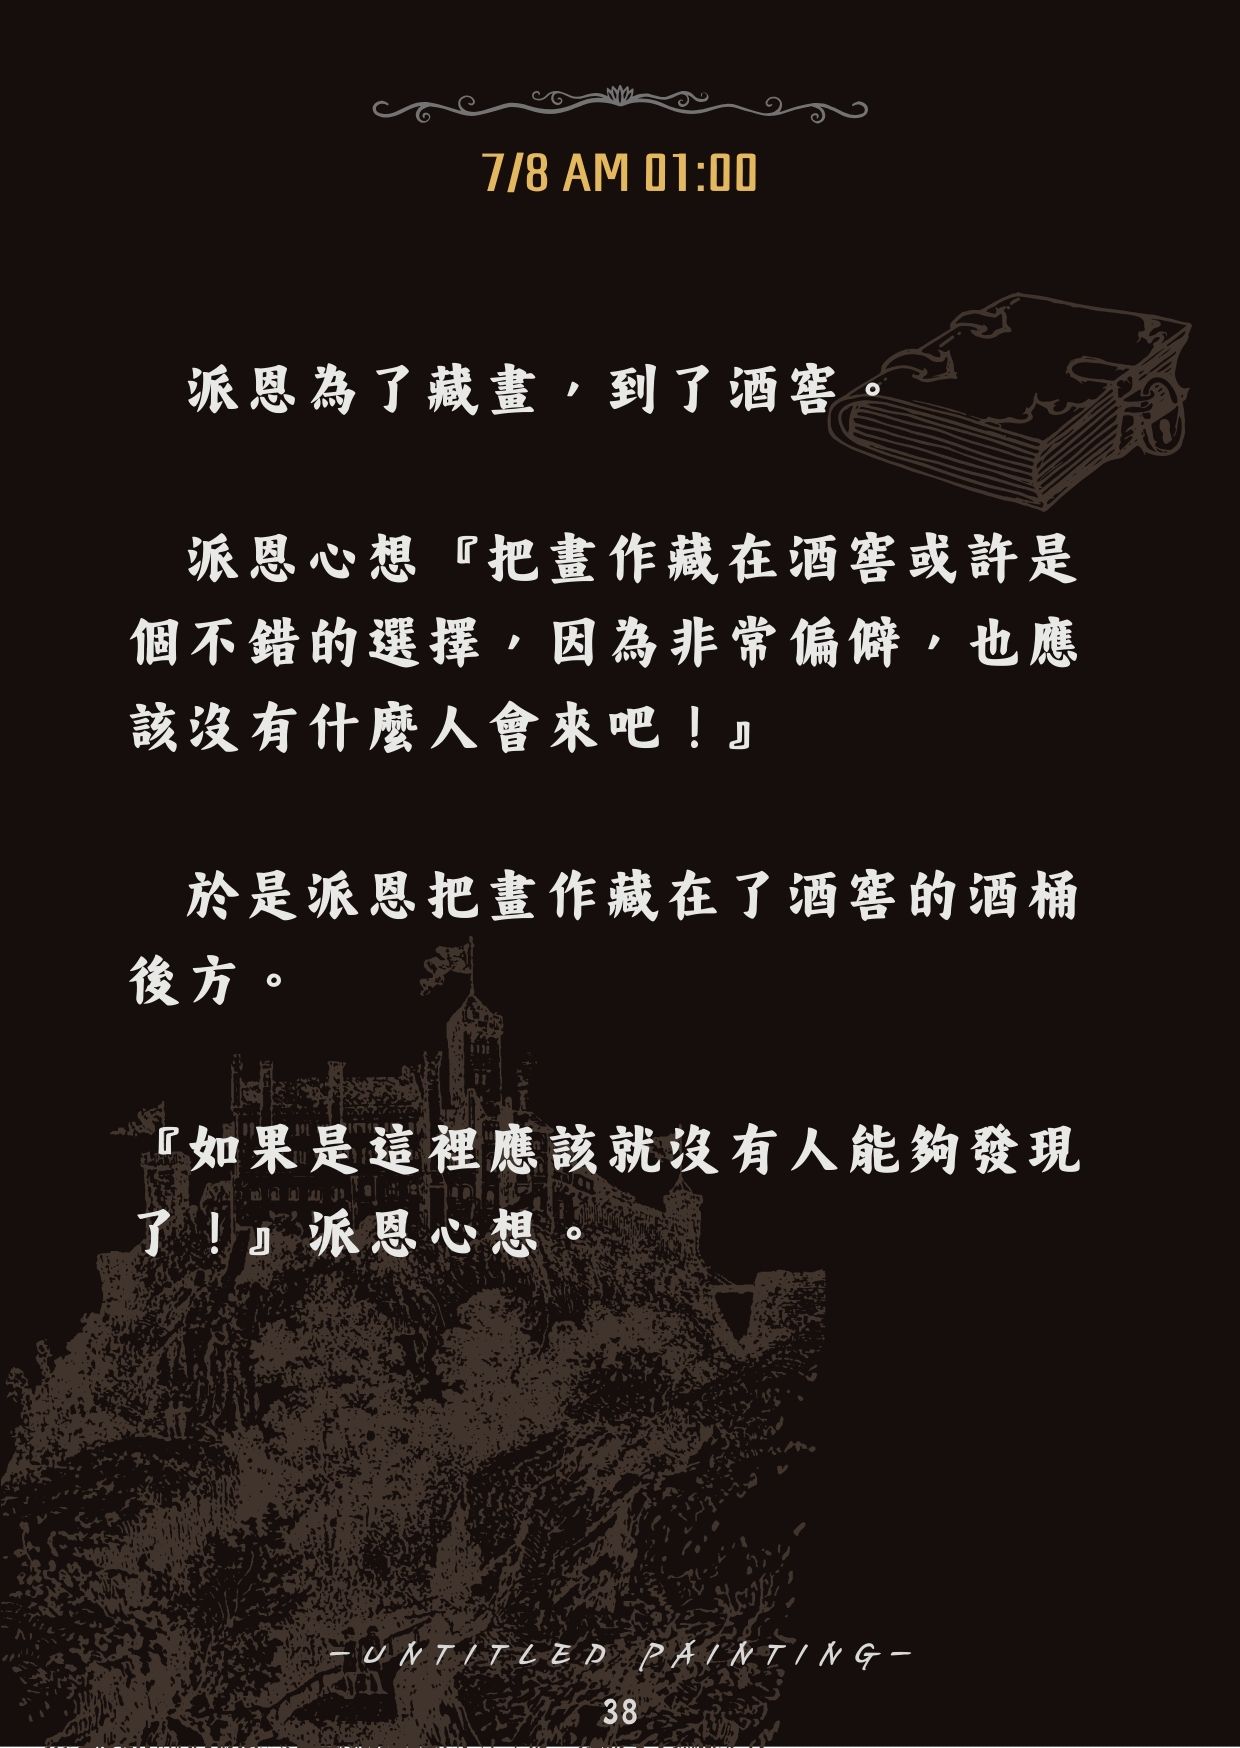 7/8 AM 01:00
派恩為了藏畫，到了酒窖。
派恩心想『把畫作藏在酒窖或許是
個不錯的選擇，因為非常偏僻，也應
該沒有什麼人會來吧！』
於是派恩把畫作藏在了酒窖的酒桶
後方。
『如果是這裡應該就沒有人能夠發現
了！』派恩心想。
—UNTITLED PAINTING—
38